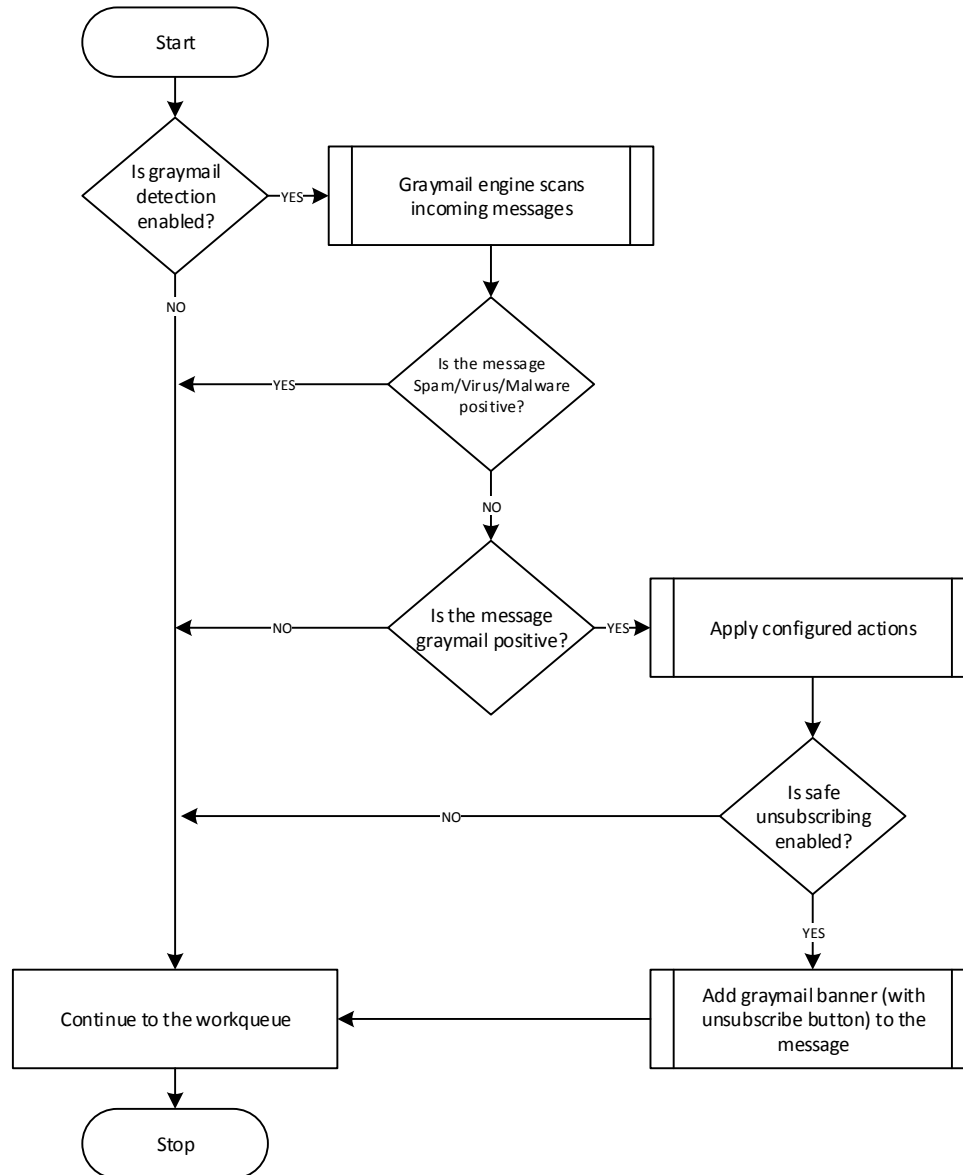 Start
Is graymail
detection
enabled?
YES
Graymail engine scans
incoming messages
NO
Is the message
Spam/Virus/Malware
positive?
YES
NO
Is the message
graymail positive?
NO
YES
Apply configured actions
Is safe
unsubscribing
enabled?
NO
YES
Add graymail banner (with
unsubscribe button) to the
message
Continue to the workqueue
Stop